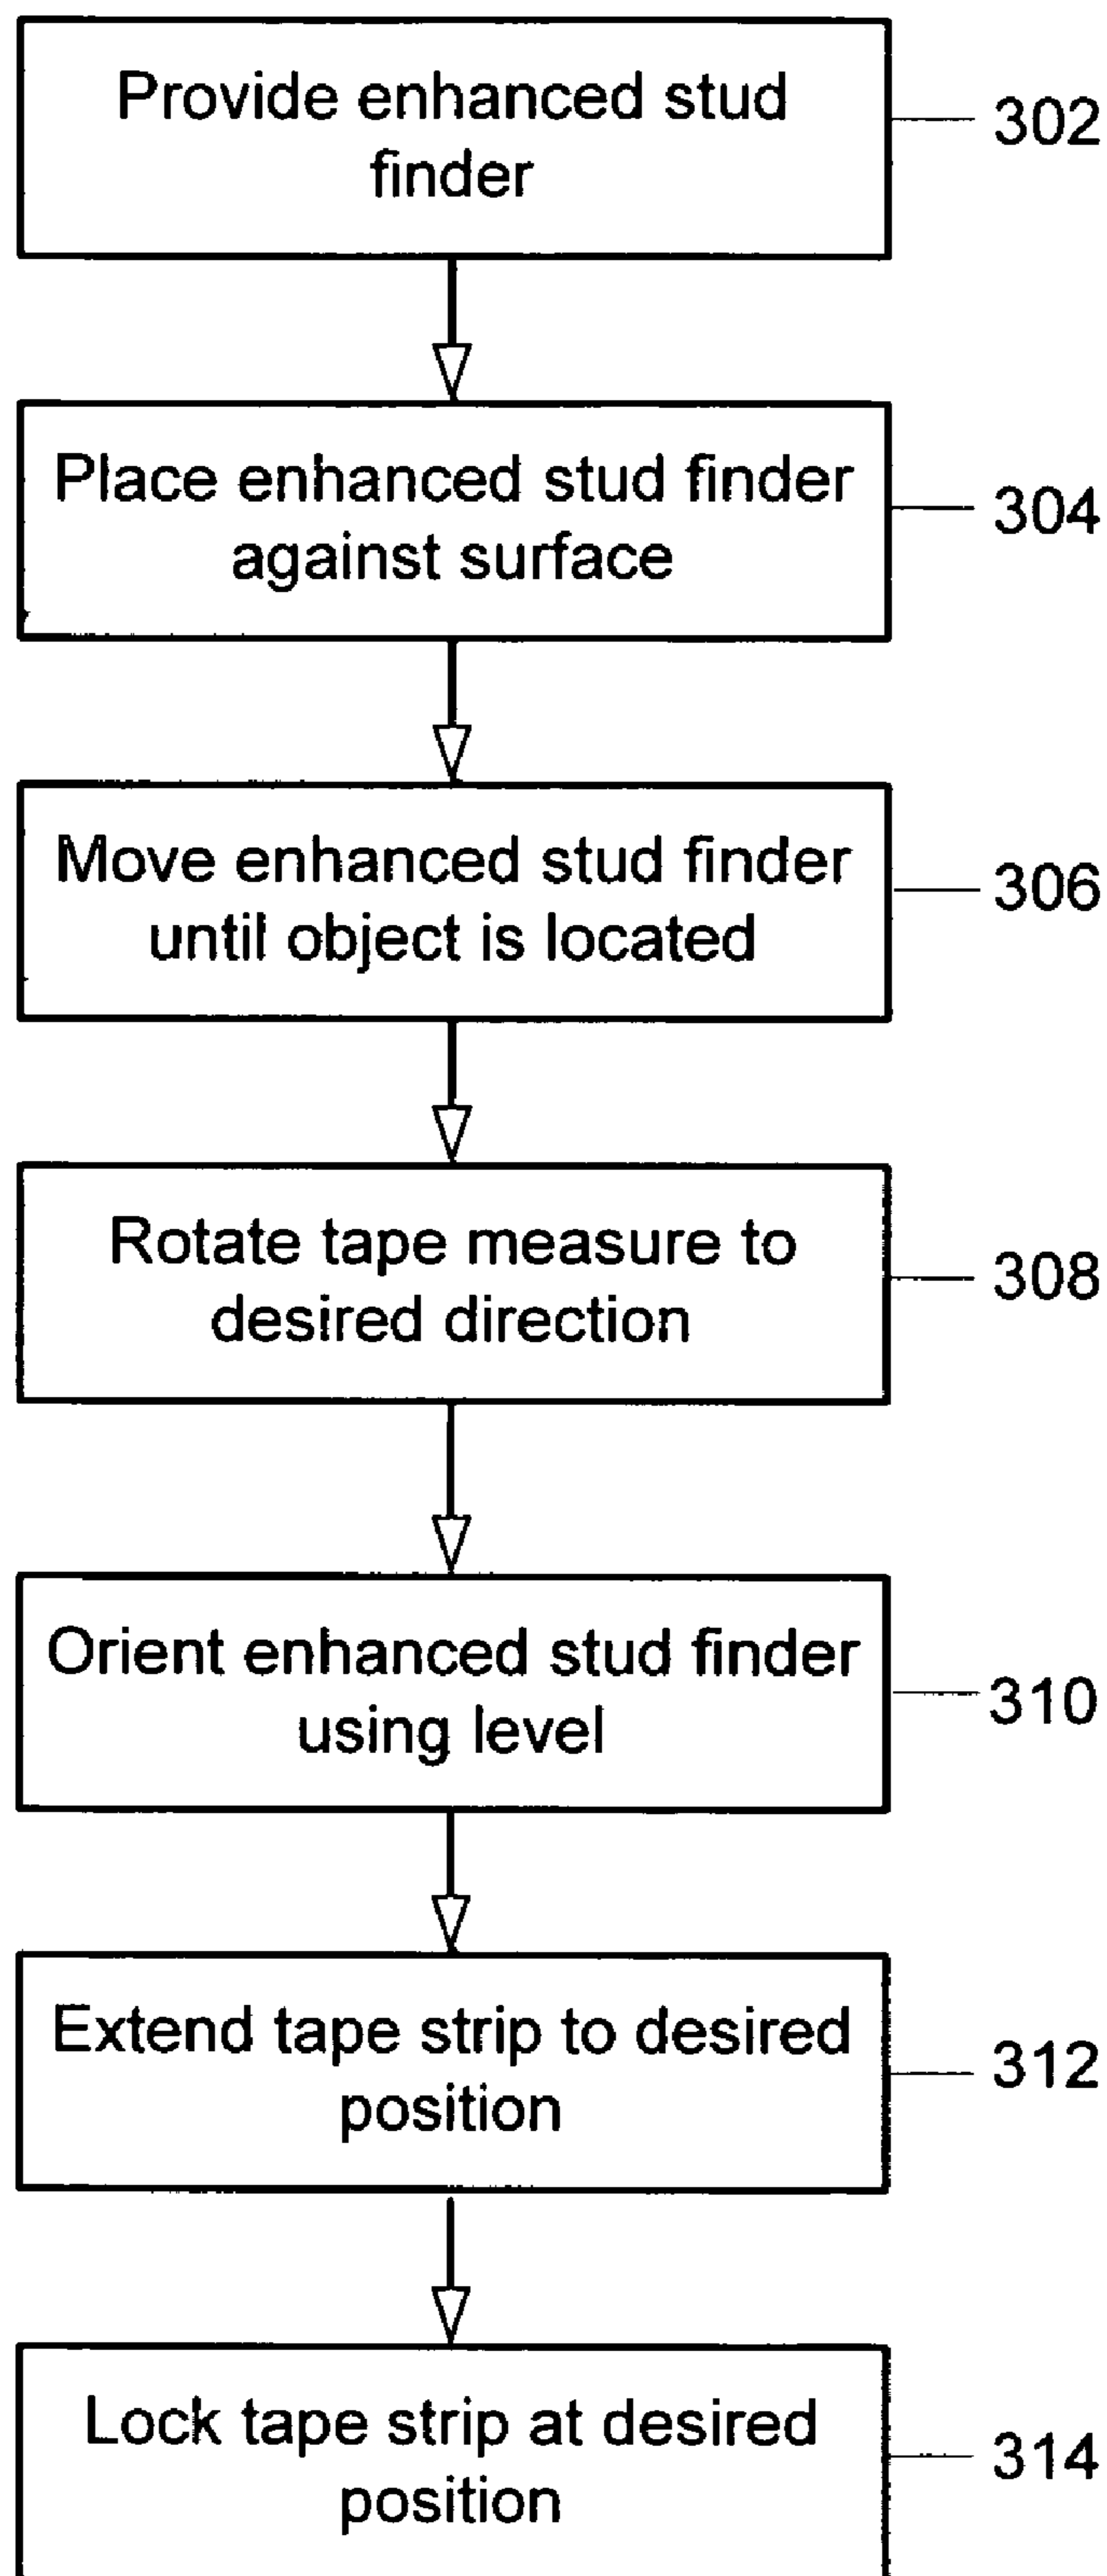 Provide enhanced stud
finder
302
Place enhanced stud finder
against surface
304
Move enhanced stud finder
until object is located
306
Rotate tape measure to
desired direction
308
Orient enhanced stud finder
using level
310
Extend tape strip to desired
position
312
Lock tape strip at desired
position
314